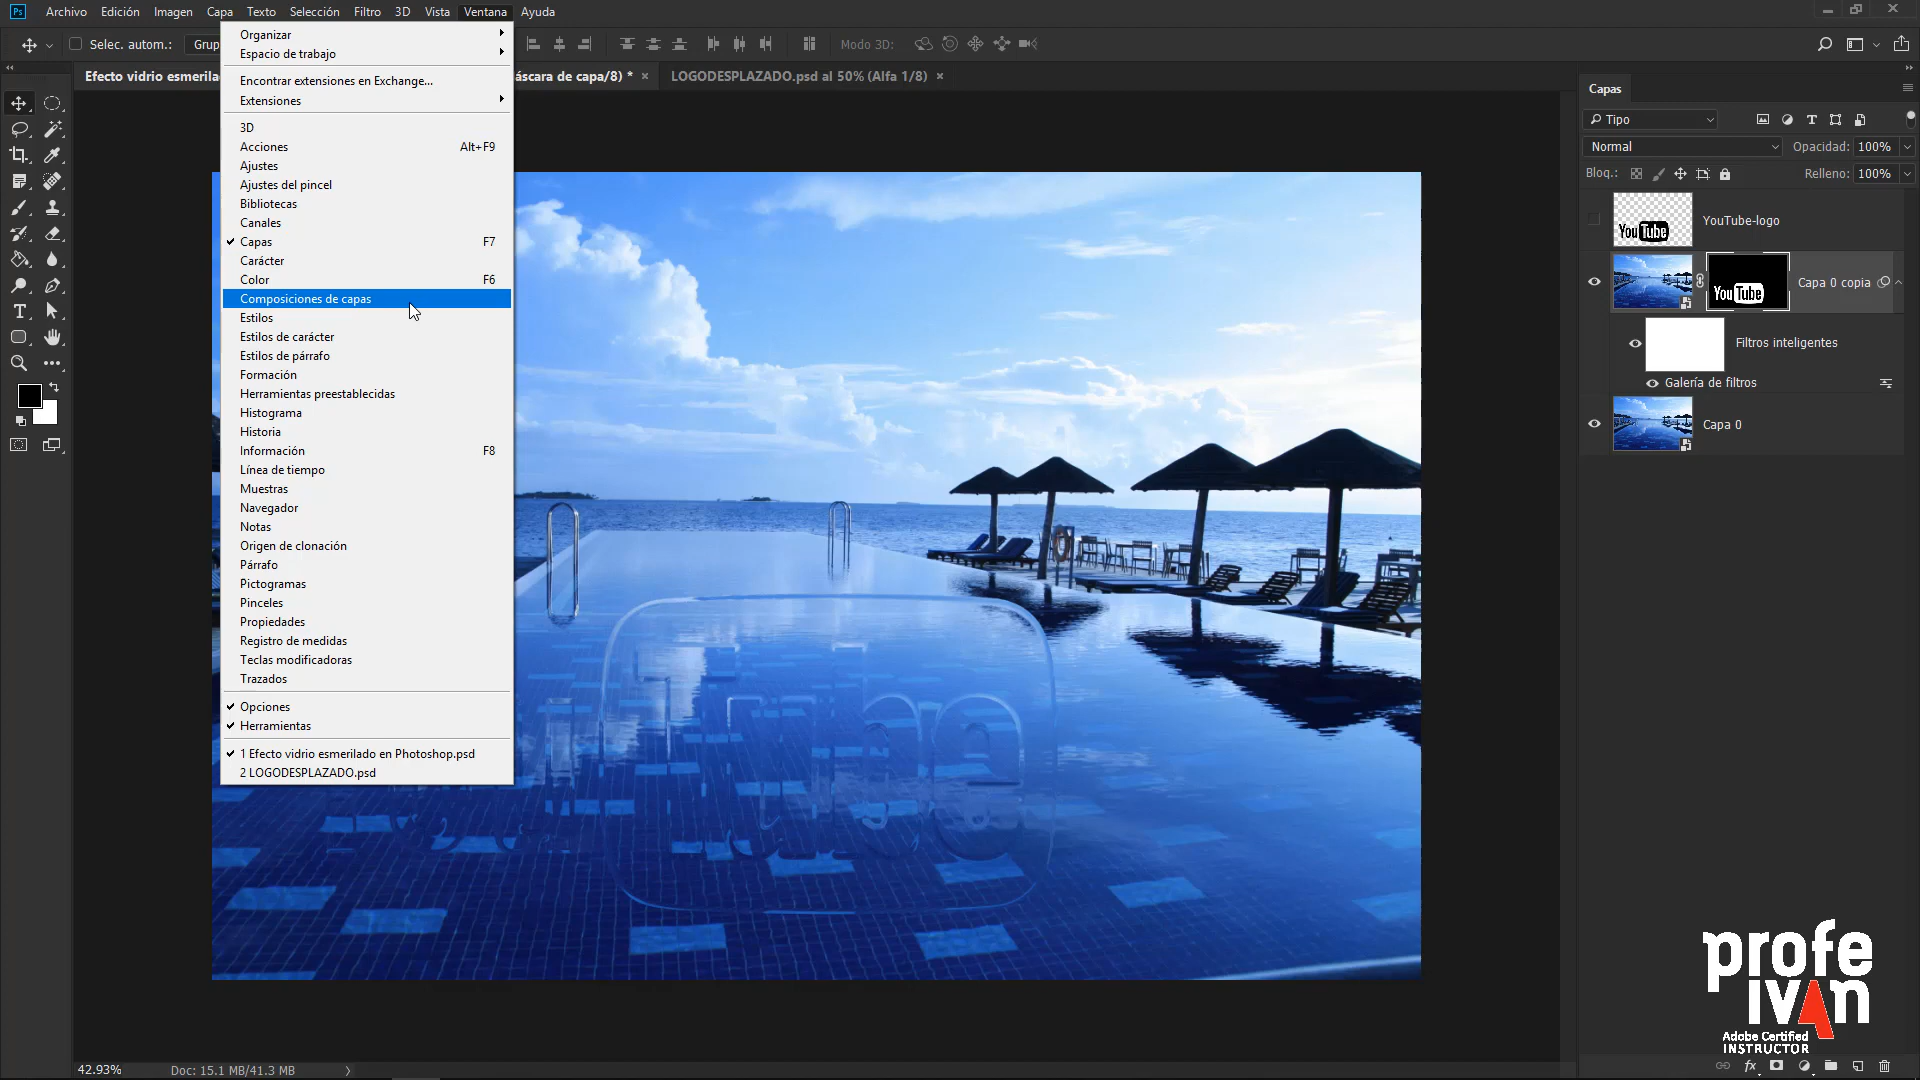 Ps Archivo Edición Imagen Capa Texto Selección Filtro 3D Vista Ventana Ayuda
Selec. autom.: Grup
Modo 3D:
Efecto vidrio esmerila
áscara de capa/8) * ×
LOGODESPLAZADO.psd al 50% (Alfa 1/8) ×
Organizar
Espacio de trabajo
Encontrar extensiones en Exchange...
Extensiones
3D
Acciones Alt+F9
Ajustes
Ajustes del pincel
Bibliotecas
Canales
Capas F7
Carácter
Color F6
Composiciones de capas
Estilos
Estilos de carácter
Estilos de párrafo
Formación
Herramientas preestablecidas
Histograma
Historia
Información F8
Línea de tiempo
Muestras
Navegador
Notas
Origen de clonación
Párrafo
Pictogramas
Pinceles
Propiedades
Registro de medidas
Teclas modificadoras
Trazados
Opciones
Herramientas
1 Efecto vidrio esmerilado en Photoshop.psd
2 LOGODESPLAZADO.psd
Capas
Tipo
Normal Opacidad: 100%
Bloq.: Relleno: 100%
YouTube YouTube-logo
YouTube Capa 0 copia
Filtros inteligentes
Galería de filtros
Capa 0
profe
ivan
Adobe Certified
INSTRUCTOR
fx
42.93% Doc: 15.1 MB/41.3 MB